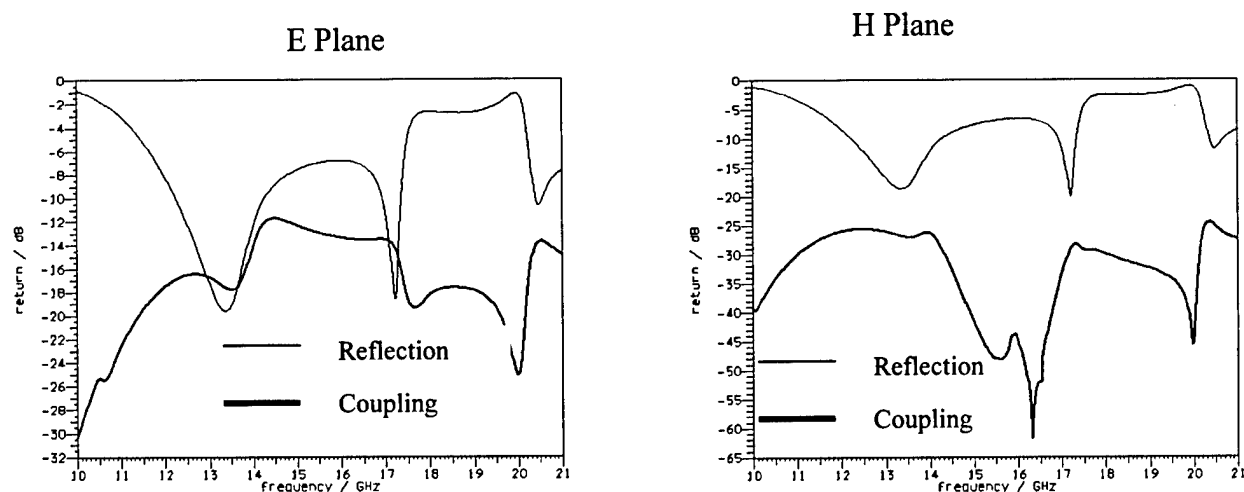 E Plane
0
-2
-4
-6
-8
-10
-12
-14
-16
-18
-20
-22
-24
-26
-28
-30
-32
return / dB
10 11 12 13 14 15 16 17 18 19 20 21
frequency / GHz
Reflection
Coupling
H Plane
0
-5
-10
-15
-20
-25
-30
-35
-40
-45
-50
-55
-60
-65
return / dB
10 11 12 13 14 15 16 17 18 19 20 21
frequency / GHz
Reflection
Coupling